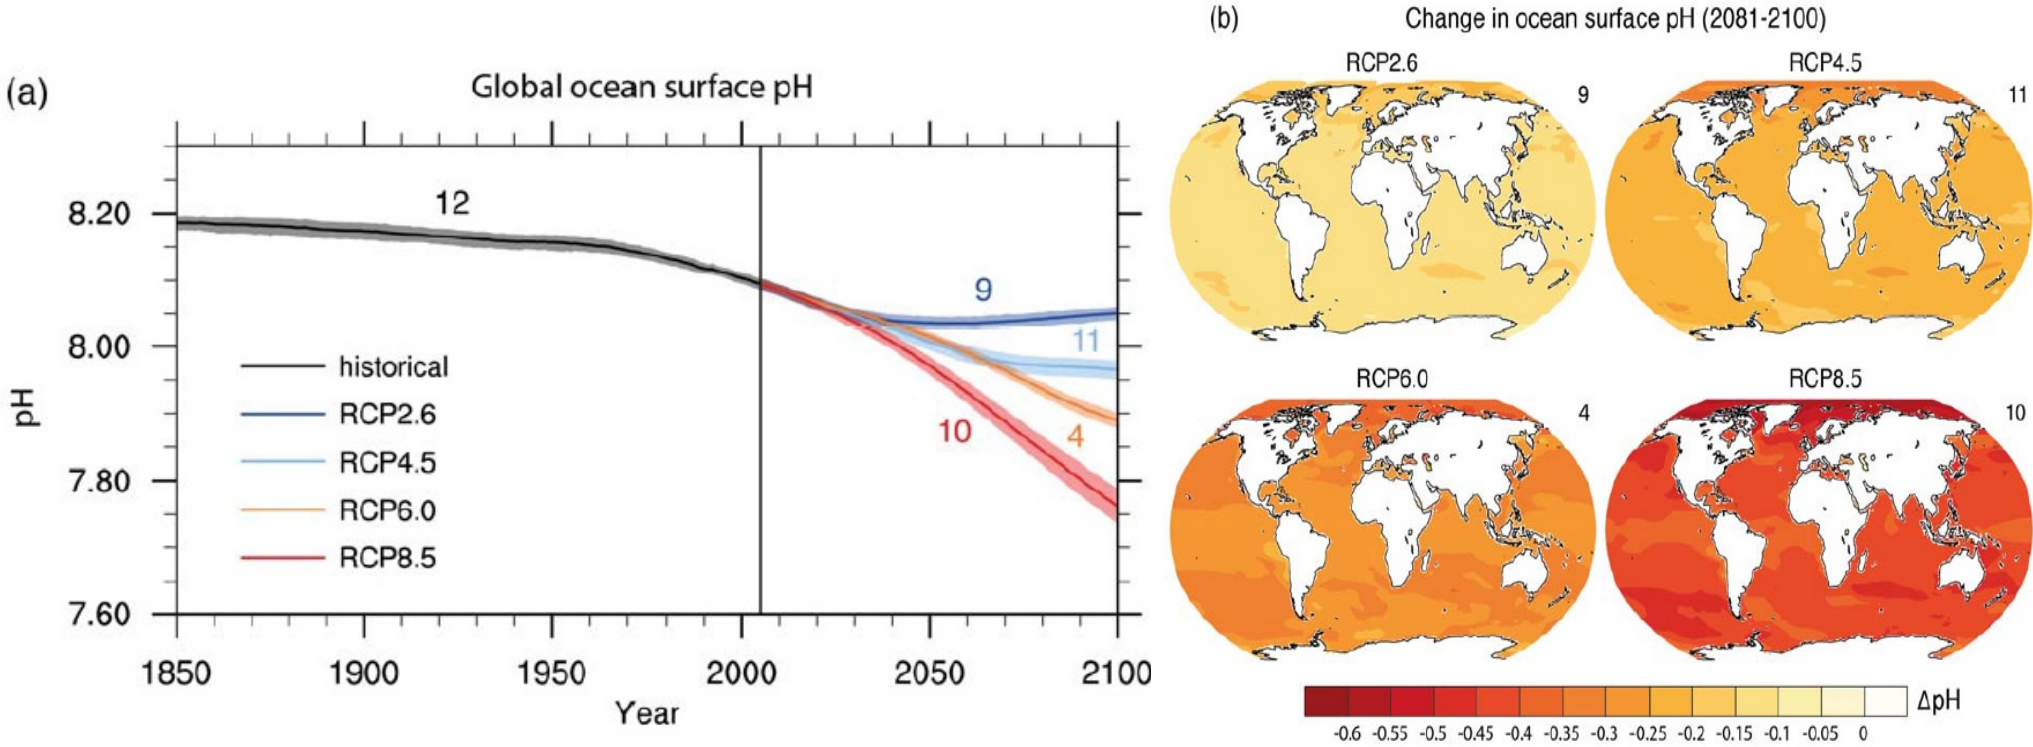 (a)
Global ocean surface pH
12
9
11
4
10
8.20
8.00
7.80
7.60
pH
historical
RCP2.6
RCP4.5
RCP6.0
RCP8.5
1850 1900 1950 2000 2050 2100
Year
(b)
Change in ocean surface pH (2081-2100)
RCP2.6
9
RCP4.5
11
RCP6.0
4
RCP8.5
10
-0.6 -0.55 -0.5 -0.45 -0.4 -0.35 -0.3 -0.25 -0.2 -0.15 -0.1 -0.05 0
ΔpH